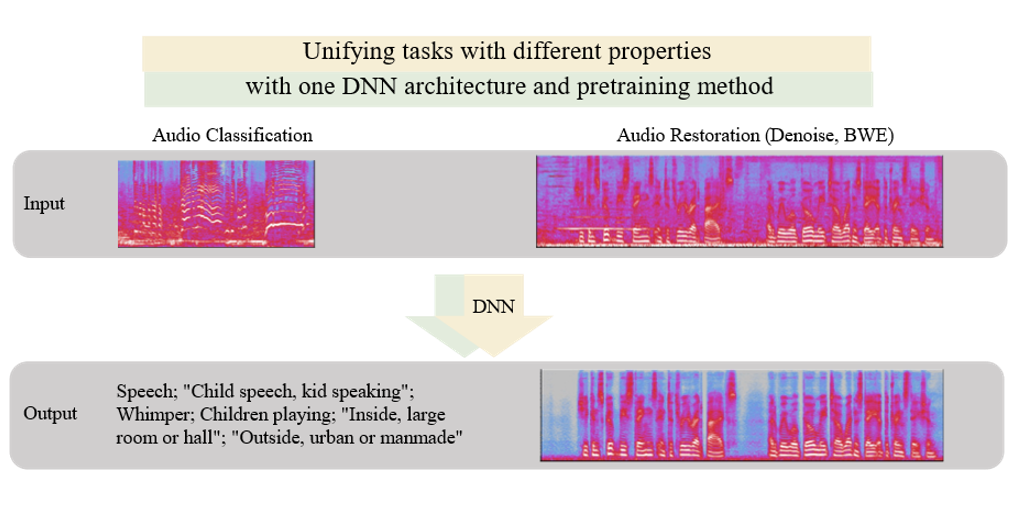 Unifying tasks with different properties
with one DNN architecture and pretraining method
Audio Classification
Audio Restoration (Denoise, BWE)
Input
DNN
Output
Speech; "Child speech, kid speaking";
Whimper; Children playing; "Inside, large
room or hall"; "Outside, urban or manmade"